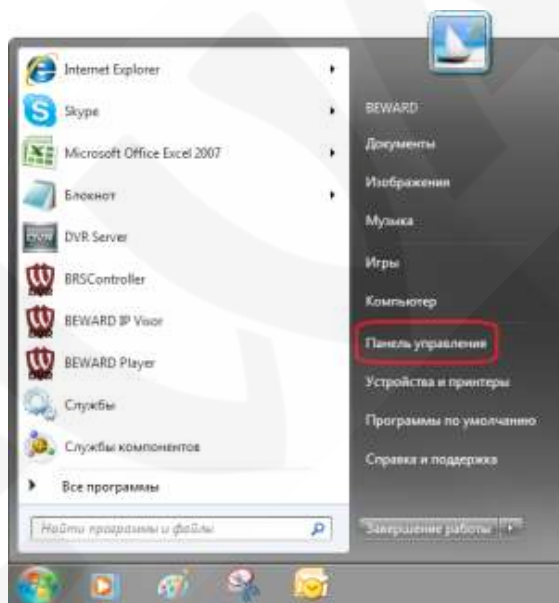 Internet Explorer
Skype
Microsoft Office Excel 2007
Блокнот
DVR Server
BRSController
BEWARD IP Visor
BEWARD Player
Службы
Службы компонентов
Все программы
Найти программы и файлы
BEWARD
Документы
Изображения
Музыка
Игры
Компьютер
Панель управления
Устройства и принтеры
Программы по умолчанию
Справка и поддержка
Завершение работы